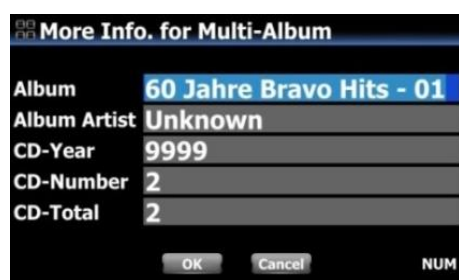 More Info. for Multi-Album
Album 60 Jahre Bravo Hits - 01
Album Artist Unknown
CD-Year 9999
CD-Number 2
CD-Total 2
OK Cancel NUM